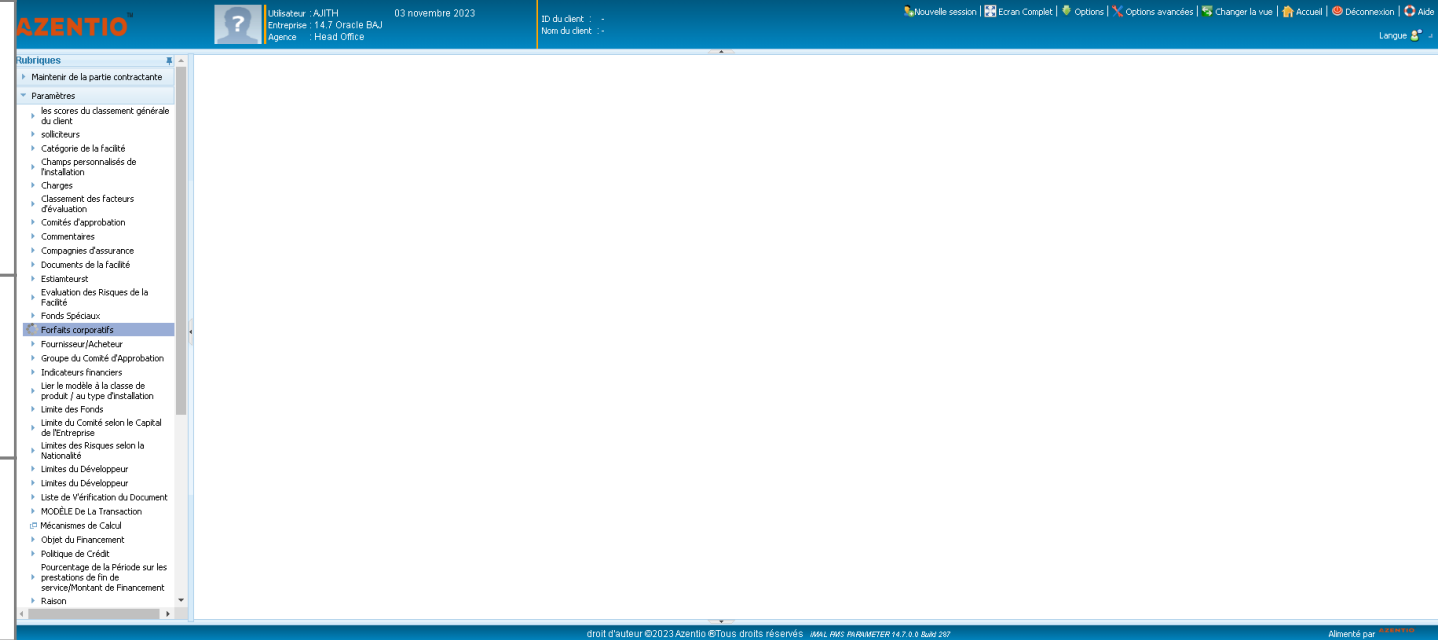 AZENTIO™
Utilisateur : AJITH 03 novembre 2023
Entreprise : 14.7 Oracle BAJ
Agence : Head Office
ID du client : -
Nom du client : -
Nouvelle session | Ecran Complet | Options | Options avancées | Changer la vue | Accueil | Déconnexion | Aide
Langue
Rubriques
Maintenir de la partie contractante
Paramètres
les scores du classement générale
du client
solliciteurs
Catégorie de la facilité
Champs personnalisés de
l'installation
Charges
Classement des facteurs
d'évaluation
Comités d'approbation
Commentaires
Compagnies d'assurance
Documents de la facilité
Estiamteurst
Evaluation des Risques de la
Facilité
Fonds Spéciaux
Forfaits corporatifs
Fournisseur/Acheteur
Groupe du Comité d'Approbation
Indicateurs financiers
Lier le modèle à la classe de
produit / au type d'installation
Limite des Fonds
Limite du Comité selon le Capital
de l'Entreprise
Limites des Risques selon la
Nationalité
Limites du Développeur
Limites du Développeur
Liste de V'érification du Document
MODÈLE De La Transaction
Mécanismes de Calcul
Objet du Financement
Politique de Crédit
Pourcentage de la Période sur les
prestations de fin de
service/Montant de Financement
Raison
droit d'auteur ©2023 Azentio ®Tous droits réservés iMAL FMS PARAMETER 14.7.0.0 Build 287
Alimenté par AZENTIO